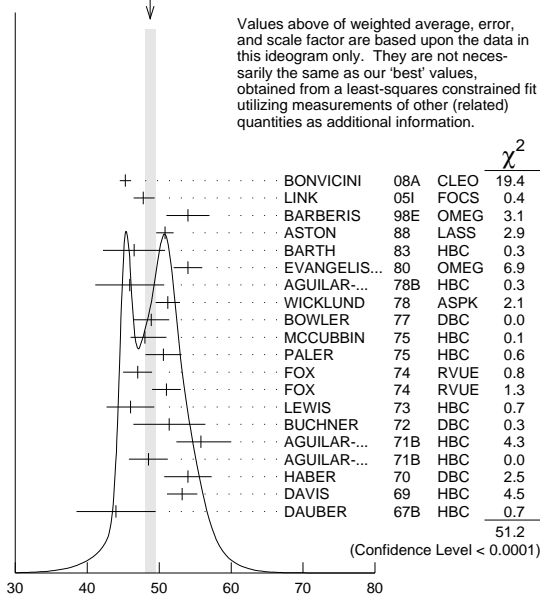 Values above of weighted average, error,
and scale factor are based upon the data in
this ideogram only. They are not neces-
sarily the same as our ‘best’ values,
obtained from a least-squares constrained fit
utilizing measurements of other (related)
quantities as additional information.
χ2
BONVICINI 08A CLEO 19.4
LINK 05I FOCS 0.4
BARBERIS 98E OMEG 3.1
ASTON 88 LASS 2.9
BARTH 83 HBC 0.3
EVANGELIS... 80 OMEG 6.9
AGUILAR-... 78B HBC 0.3
WICKLUND 78 ASPK 2.1
BOWLER 77 DBC 0.0
MCCUBBIN 75 HBC 0.1
PALER 75 HBC 0.6
FOX 74 RVUE 0.8
FOX 74 RVUE 1.3
LEWIS 73 HBC 0.7
BUCHNER 72 DBC 0.3
AGUILAR-... 71B HBC 4.3
AGUILAR-... 71B HBC 0.0
HABER 70 DBC 2.5
DAVIS 69 HBC 4.5
DAUBER 67B HBC 0.7
51.2
(Confidence Level < 0.0001)
30 40 50 60 70 80